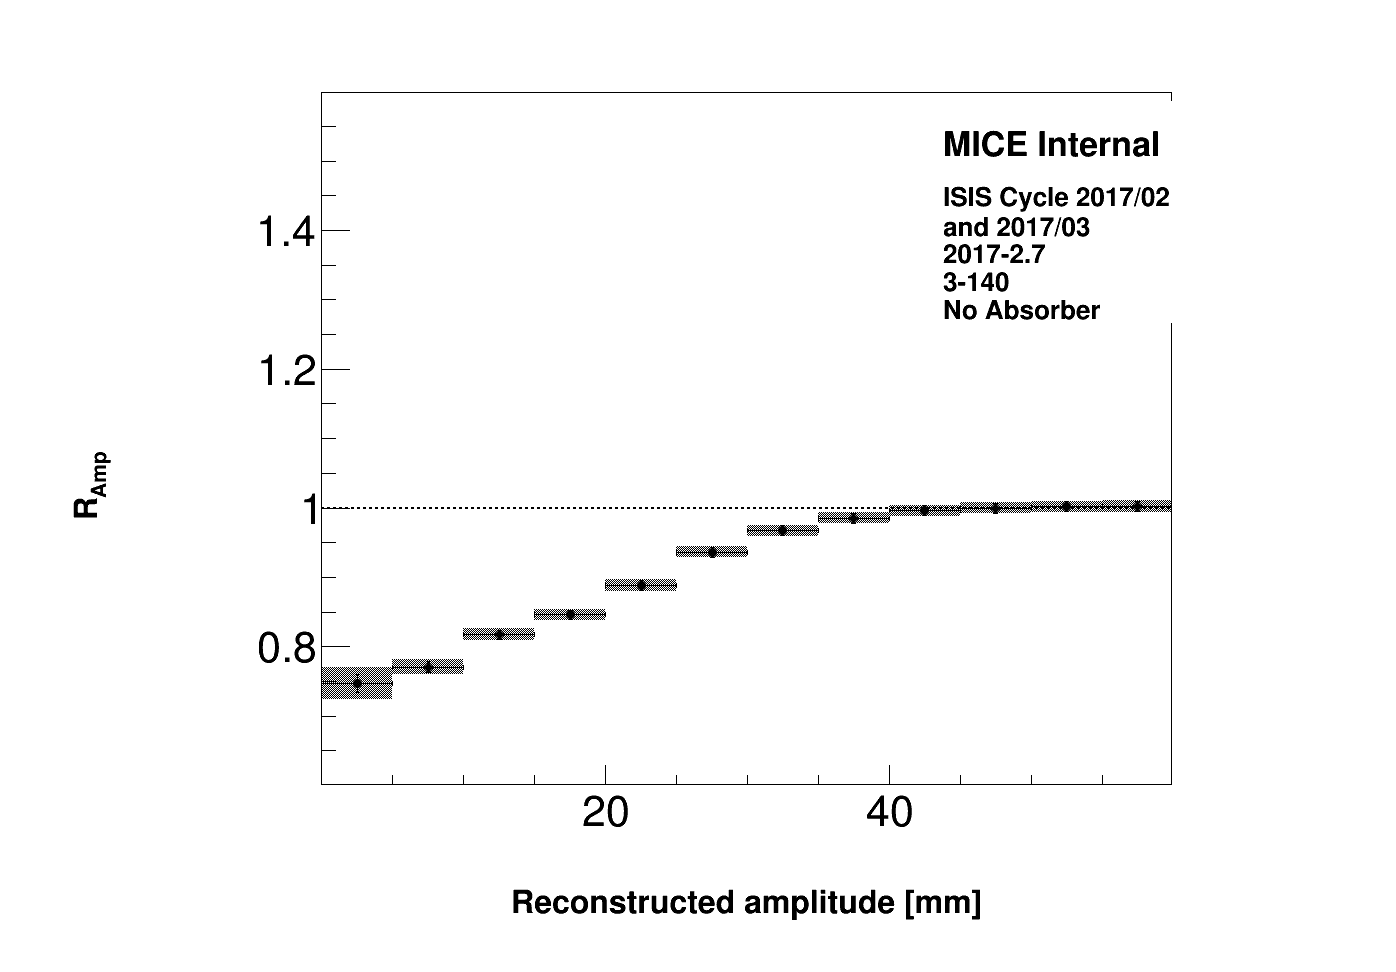 MICE Internal
ISIS Cycle 2017/02
and 2017/03
2017-2.7
3-140
No Absorber
1.4
1.2
1
0.8
R_Amp
20
40
Reconstructed amplitude [mm]